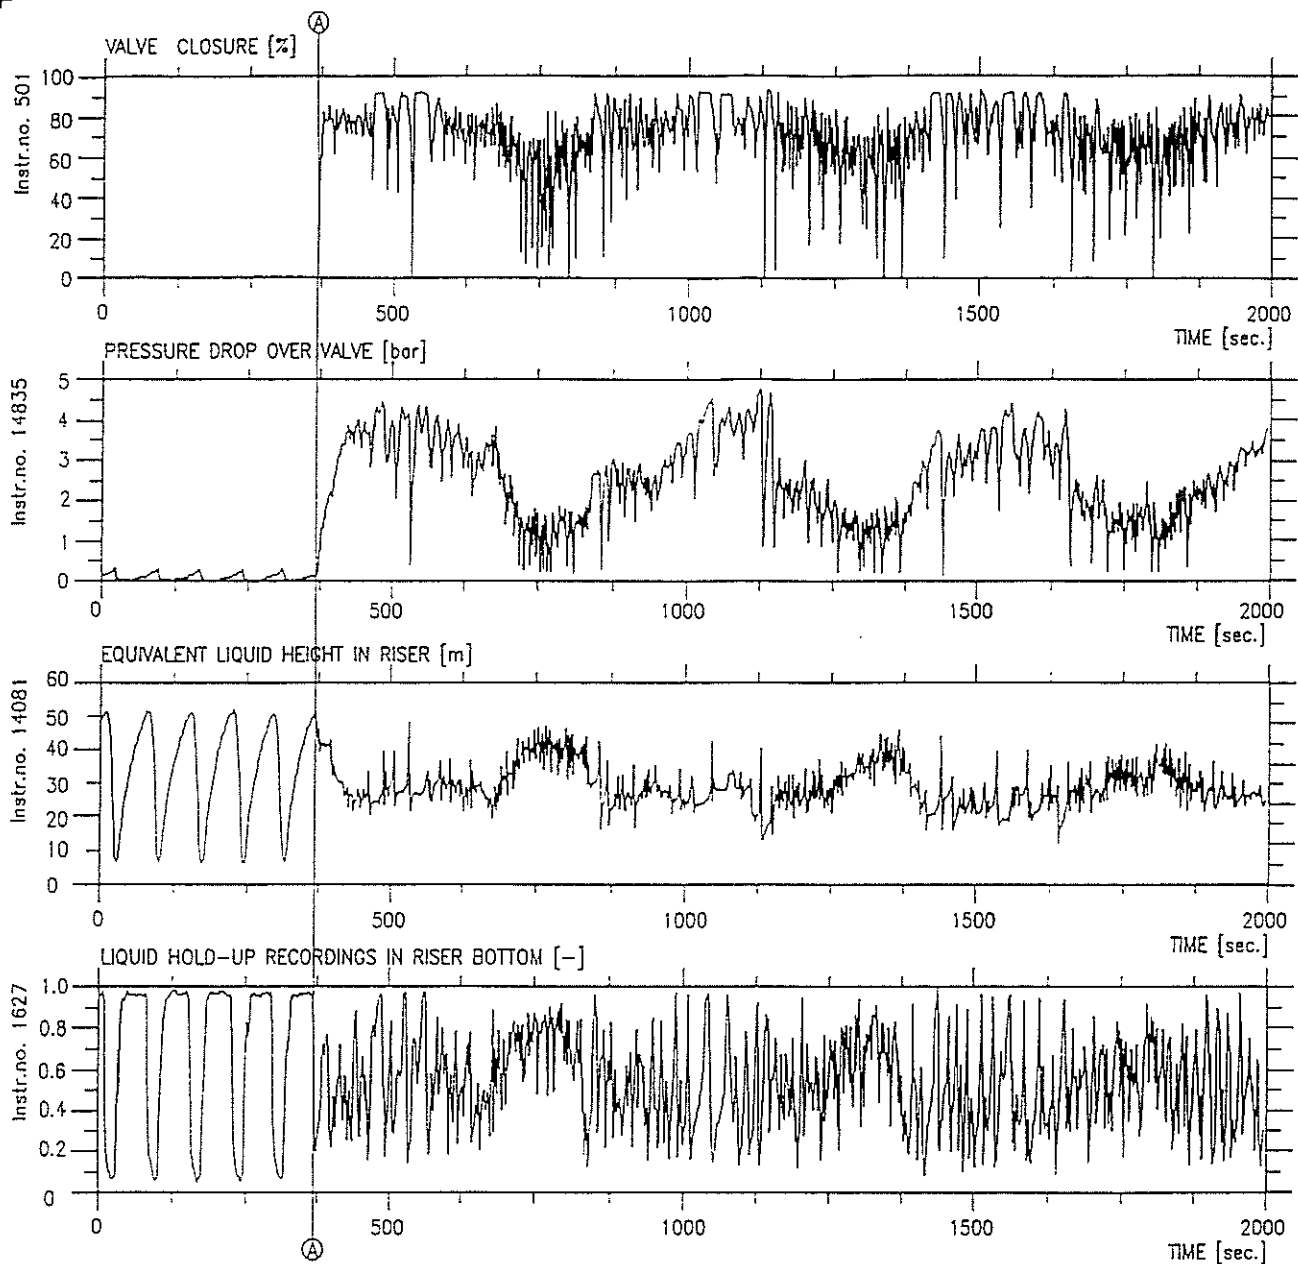 Ⓐ
VALVE CLOSURE [%]
Instr.no. 501
100
80
60
40
20
0
0 500 1000 1500 2000
TIME [sec.]
PRESSURE DROP OVER VALVE [bar]
Instr.no. 14835
5
4
3
2
1
0
0 500 1000 1500 2000
TIME [sec.]
EQUIVALENT LIQUID HEIGHT IN RISER [m]
Instr.no. 14081
60
50
40
30
20
10
0
0 500 1000 1500 2000
TIME [sec.]
LIQUID HOLD-UP RECORDINGS IN RISER BOTTOM [-]
Instr.no. 1627
1.0
0.8
0.6
0.4
0.2
0
0 500 1000 1500 2000
Ⓐ
TIME [sec.]